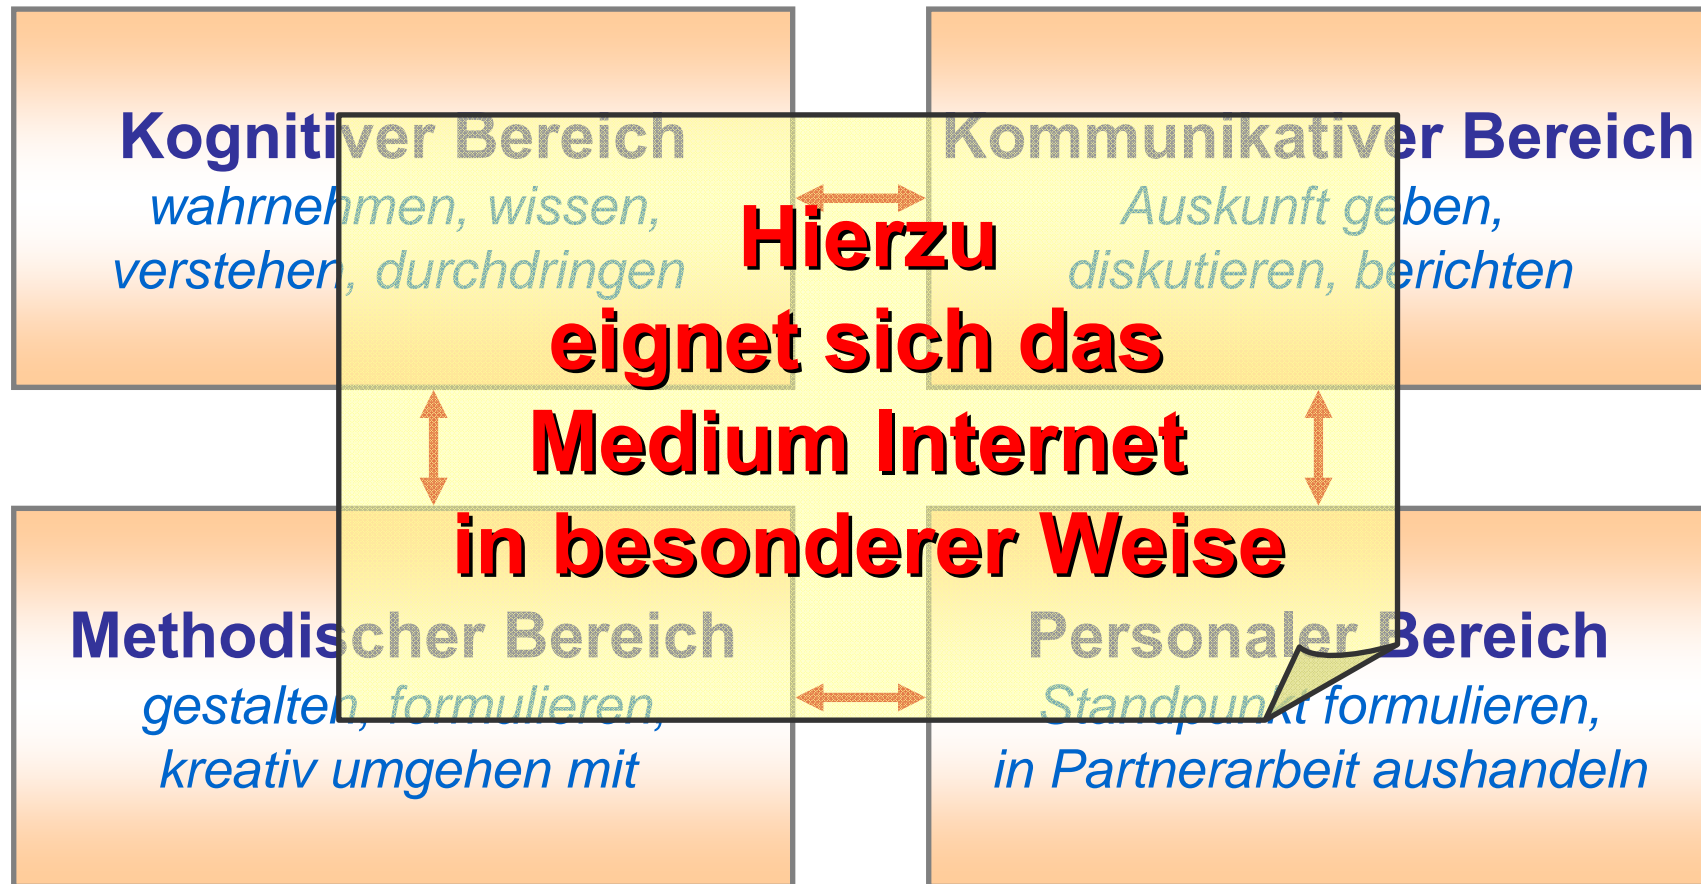 Kognitiver Bereich
wahrnehmen, wissen,
verstehen, durchdringen
Kommunikativer Bereich
Auskunft geben,
diskutieren, berichten
Hierzu
eignet sich das
Medium Internet
in besonderer Weise
Methodischer Bereich
gestalten, formulieren,
kreativ umgehen mit
Personaler Bereich
Standpunkt formulieren,
in Partnerarbeit aushandeln